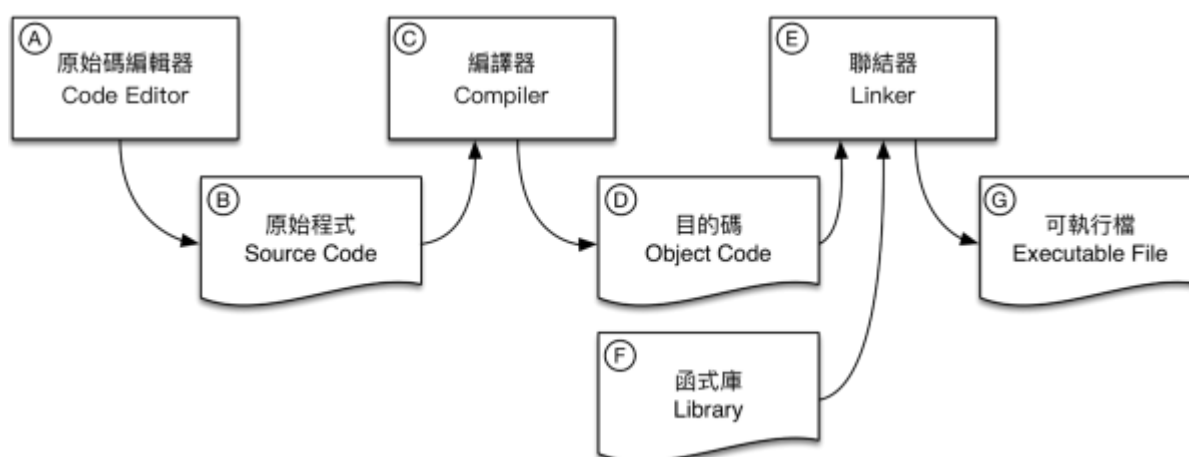 Ⓐ
原始碼編輯器
Code Editor
Ⓑ
原始程式
Source Code
Ⓒ
編譯器
Compiler
Ⓓ
目的碼
Object Code
Ⓔ
聯結器
Linker
Ⓕ
函式庫
Library
Ⓖ
可執行檔
Executable File